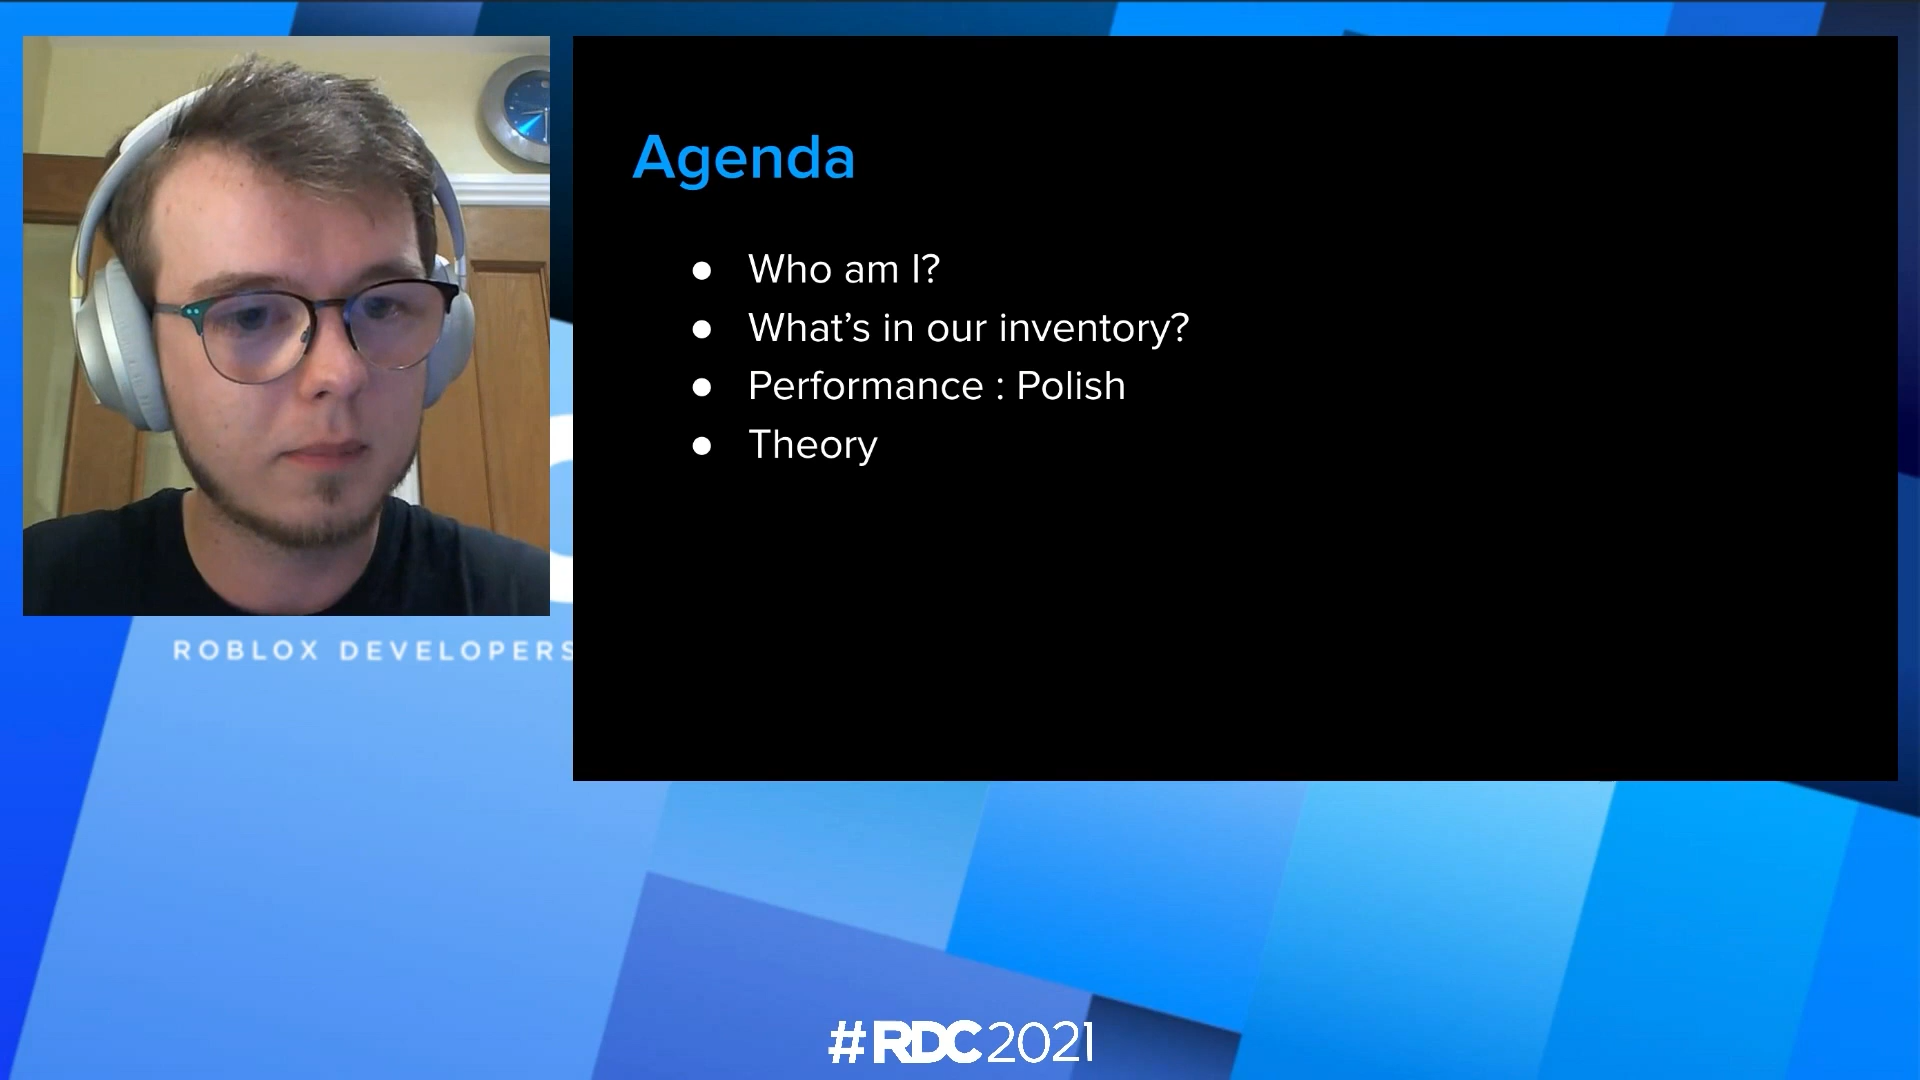 Agenda
● Who am I?
● What’s in our inventory?
● Performance : Polish
● Theory
ROBLOX DEVELOPERS
#RDC2021